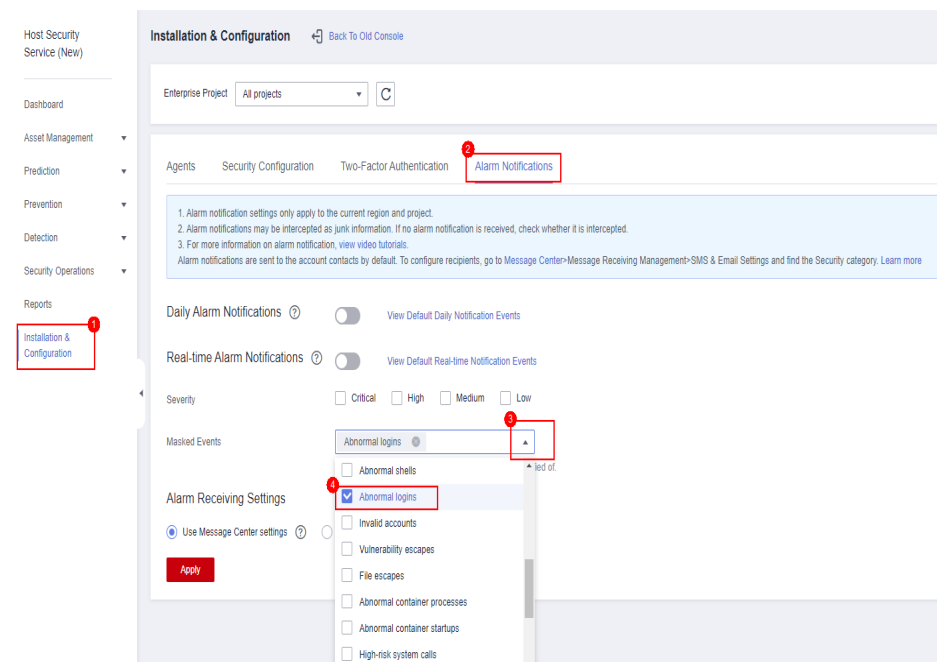 Host Security
Service (New)
Installation & Configuration Back To Old Console
Enterprise Project All projects
Dashboard
Asset Management
Prediction
Prevention
Detection
Security Operations
Reports
1
Installation &
Configuration
2
Agents Security Configuration Two-Factor Authentication Alarm Notifications
1. Alarm notification settings only apply to the current region and project.
2. Alarm notifications may be intercepted as junk information. If no alarm notification is received, check whether it is intercepted.
3. For more information on alarm notification, view video tutorials.
Alarm notifications are sent to the account contacts by default. To configure recipients, go to Message Center>Message Receiving Management>SMS & Email Settings and find the Security category. Learn more
Daily Alarm Notifications ? View Default Daily Notification Events
Real-time Alarm Notifications ? View Default Real-time Notification Events
Severity Critical High Medium Low
3
Masked Events Abnormal logins
ied of.
Abnormal shells
4
Abnormal logins
Invalid accounts
Vulnerability escapes
File escapes
Abnormal container processes
Abnormal container startups
High-risk system calls
Alarm Receiving Settings
Use Message Center settings ?
Apply